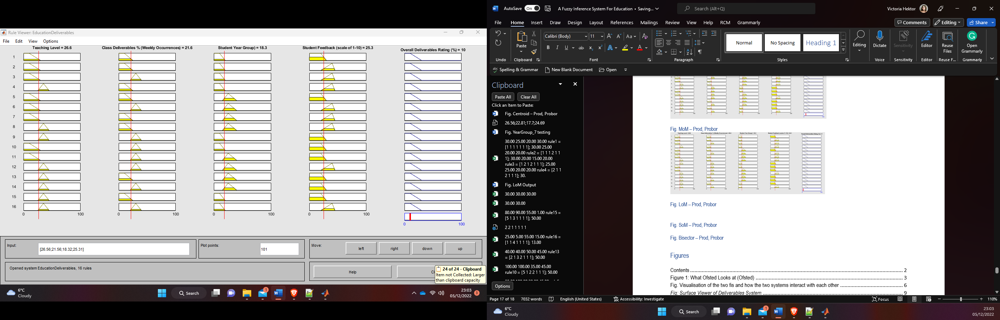 Rule Viewer: EducationDeliverables
File Edit View Options
Teaching Level = 26.6 Class Deliverables % (Weekly Occurrences) = 21.6 Student Year Group) = 18.3 Student Feedback (scale of 1-10) = 25.3 Overall Deliverables Rating (%) = 10
1
2
3
4
5
6
7
8
9
10
11
12
13
14
15
16
0 100 0 100 0 100 0 100
0 100
Input: [26.56;21.56;18.32;25.31] Plot points: 101 Move: left right down up
Opened system EducationDeliverables, 16 rules
Help
24 of 24 - Clipboard
Item not Collected: Larger
than clipboard capacity
6°C
Cloudy
Search
1
23:03
05/12/2022
3
AutoSave On A Fuzzy Inference System For Education • Saving... Search (Alt+Q) Victoria Hektor
File Home Insert Draw Design Layout References Mailings Review View Help RCM Grammarly Comments Editing Share
Paste
Calibri (Body) 11
Normal No Spacing Heading 1
Editing Dictate Sensitivity Editor Reuse Files Open Grammarly
Undo Clipboard Font Paragraph Styles Voice Sensitivity Editor Reuse F... Grammarly
abc Spelling & Grammar New Blank Document Open
Clipboard
Paste All Clear All
Click an Item to Paste:
Fig. Centroid – Prod, Probor
26.56;22.81;17.7;24.69
Fig. YearGroup_7 testing
30.00 25.00 20.00 30.00 rule1 =
[1 1 1 1 1 1 1]; 30.00 25.00
20.00 20.00 rule2 = [1 1 1 2 1 1
1]; 30.00 20.00 15.00 20.00
rule3 = [1 2 1 2 1 1 1]; 25.00
25.00 20.00 20.00 rule4 = [2 1 1
2 1 1 1]; 30.
Fig. LoM Output
30.00 30.00 30.00
30.00 30.00
80.00 90.00 55.00 1.00 rule15 =
[5 1 3 1 1 1 1]; 50.00
2 2 1 1 1 1 1
25.00 5.00 55.00 15.00 rule16 =
[1 1 4 1 1 1 1]; 13.00
40.00 40.00 50.00 45.00 rule13
= [2 1 3 2 1 1 1]; 50.00
100.00 100.00 35.00 45.00
rule10 = [5 1 2 2 1 1 1]; 50.00
Options
Fig. MoM – Prod, Probor
Fig. LoM – Prod, Probor
Fig. SoM – Prod, Probor
Fig. Bisector – Prod, Probor
Figures
Contents 2
Figure 1: What Ofsted Looks at (Ofsted) 3
Fig. Visualisation of the two fis and how the two systems interact with each other 6
Fig: Surface Viewer of Deliverables System 9
Page 17 of 18 7032 words English (United States) Accessibility: Investigate Focus 110%
6°C
Cloudy
Search
1
23:03
05/12/2022